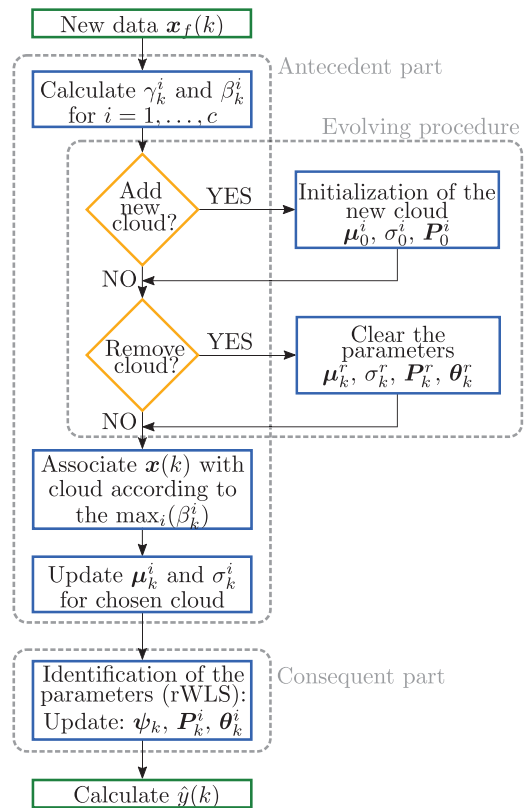 New data 𝒙_f(k)
Antecedent part
Calculate γ_k^i and β_k^i
for i = 1, . . . , c
Evolving procedure
Add
new
cloud?
YES
Initialization of the
new cloud
𝝁_0^i, σ_0^i, 𝑷_0^i
NO
Remove
cloud?
YES
Clear the
parameters
𝝁_k^r, σ_k^r, 𝑷_k^r, 𝜽_k^r
NO
Associate 𝒙(k) with
cloud according to
the max_i(β_k^i)
Update 𝝁_k^i and σ_k^i
for chosen cloud
Identification of the
parameters (rWLS):
Update: 𝝍_k, 𝑷_k^i, 𝜽_k^i
Consequent part
Calculate ŷ(k)